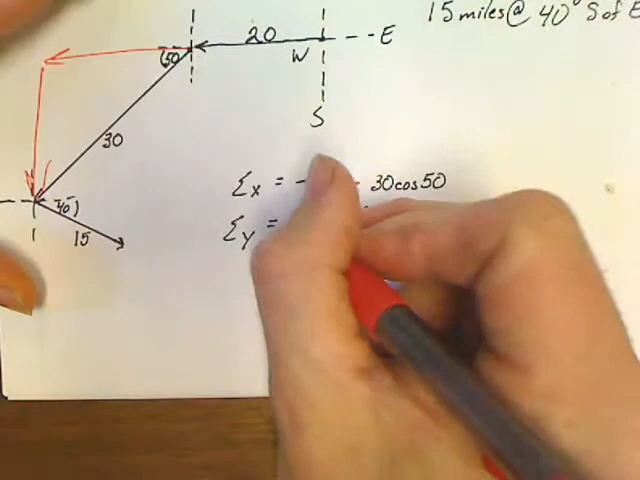 15 miles @ 40° S of E
20
E
W
50
S
30
Σx = - - 30cos50
40
Σy =
15